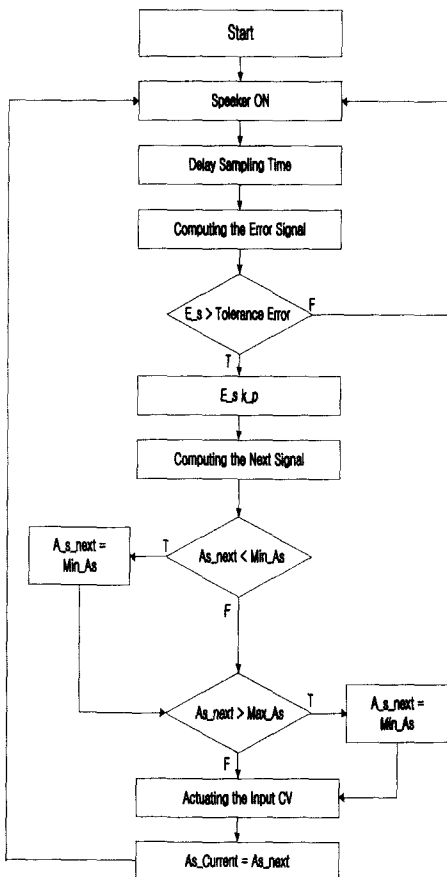 Start
Speaker ON
Delay Sampling Time
Computing the Error Signal
E_s > Tolerance Error
F
T
E_s k_p
Computing the Next Signal
A_s_next =
Min_As
T
As_next < Min_As
F
As_next > Max_As
T
A_s_next =
Min_As
F
Actuating the Input CV
As_Current = As_next